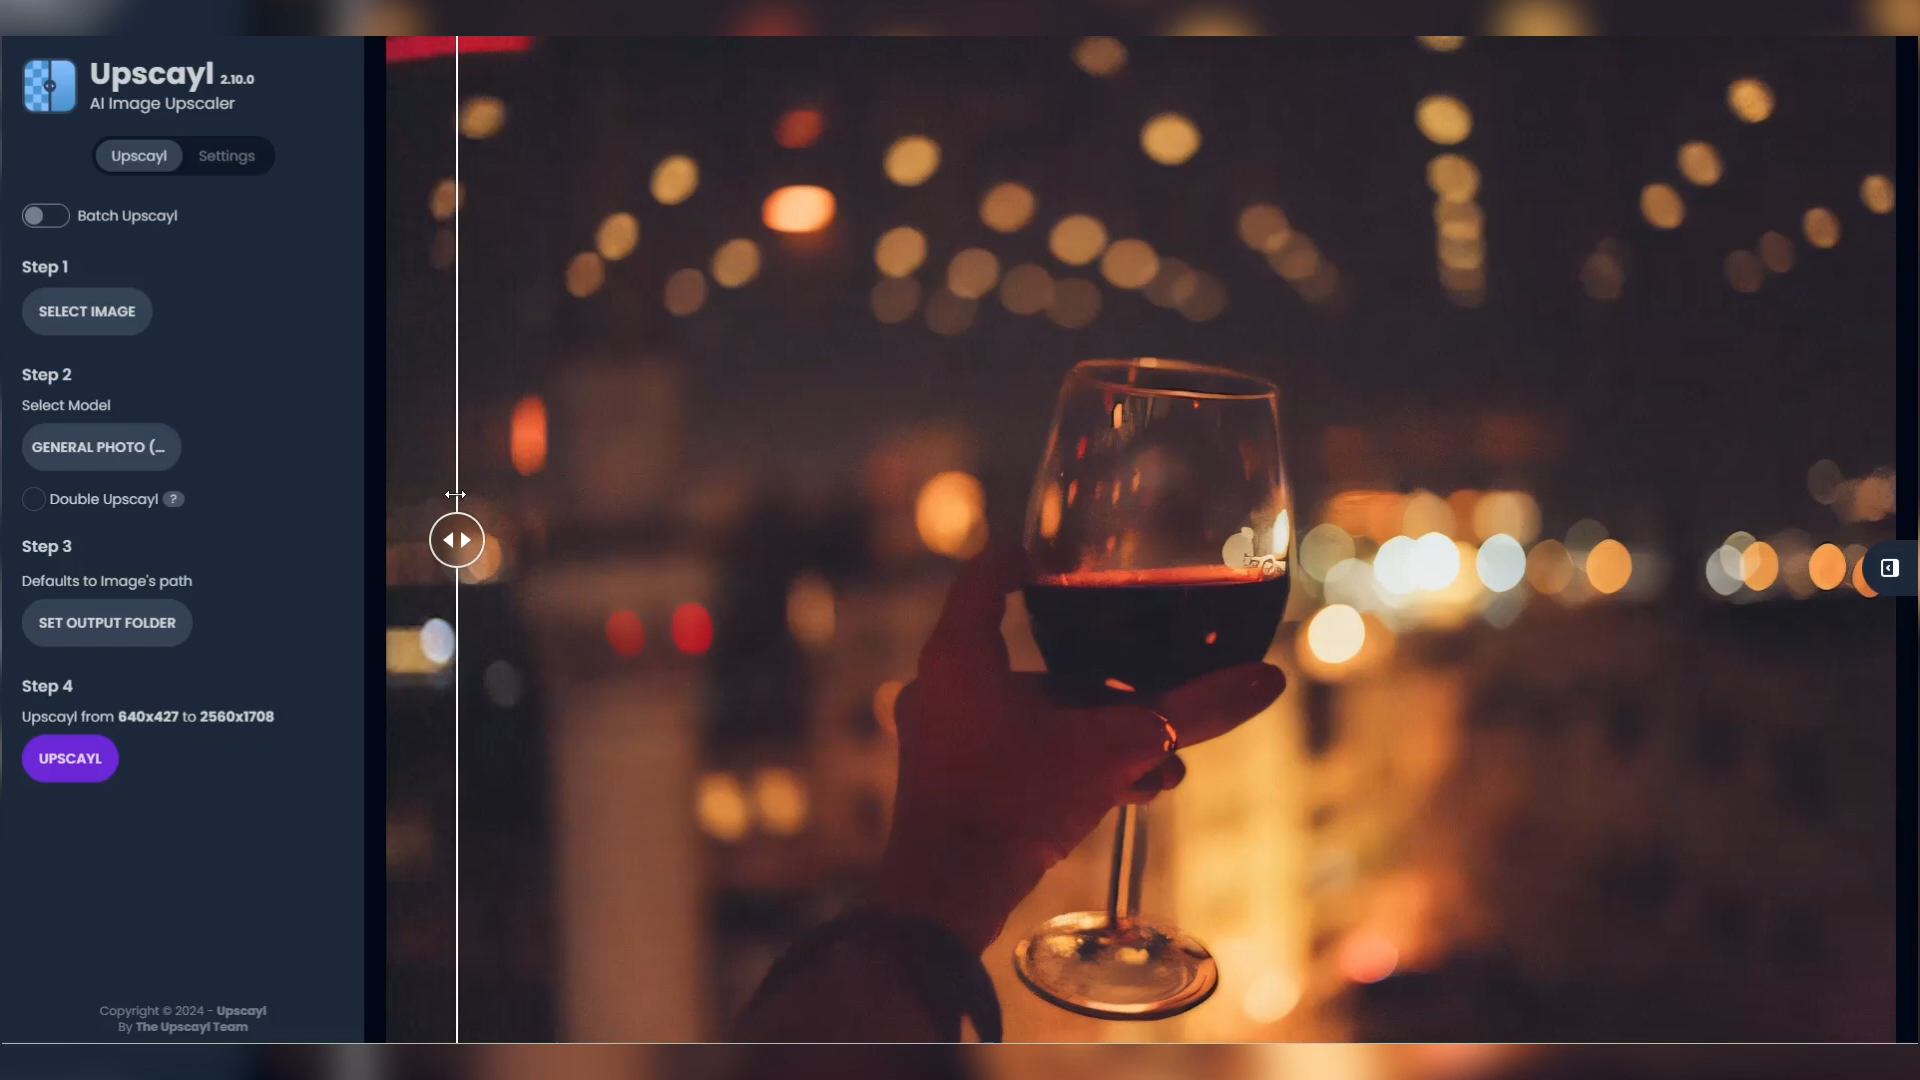 Upscayl 2.10.0
AI Image Upscaler
Upscayl Settings
Batch Upscayl
Step 1
SELECT IMAGE
Step 2
Select Model
GENERAL PHOTO (...
Double Upscayl ?
Step 3
Defaults to Image's path
SET OUTPUT FOLDER
Step 4
Upscayl from 640x427 to 2560x1708
UPSCAYL
Copyright © 2024 - Upscayl
By The Upscayl Team